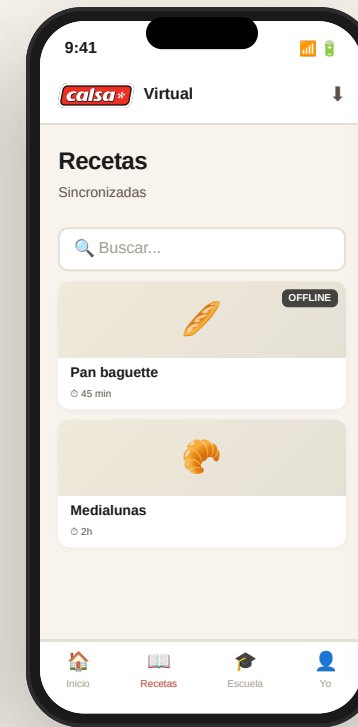 9:41
calsa
Virtual
Recetas
Sincronizadas
Buscar...
OFFLINE
Pan baguette
45 min
Medialunas
2h
Inicio
Recetas
Escuela
Yo